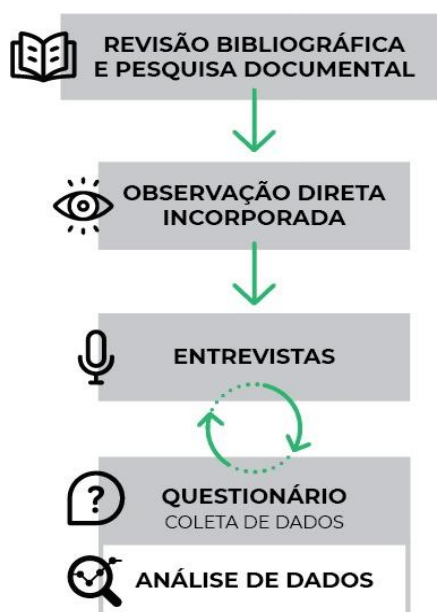 REVISÃO BIBLIOGRÁFICA
E PESQUISA DOCUMENTAL
OBSERVAÇÃO DIRETA
INCORPORADA
ENTREVISTAS
?
QUESTIONÁRIO
COLETA DE DADOS
ANÁLISE DE DADOS